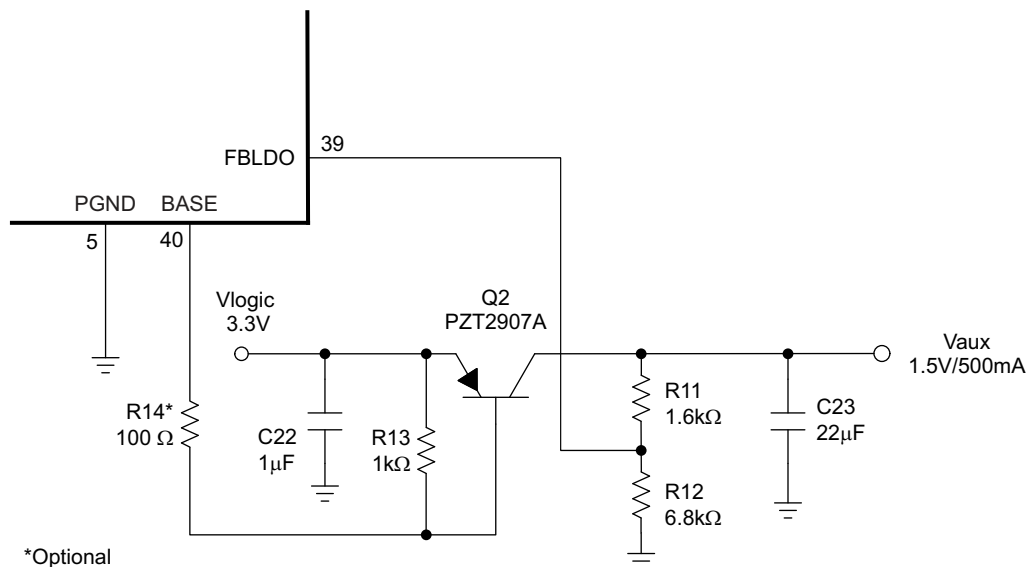 FBLDO
39
PGND
BASE
5
40
Vlogic
3.3V
Q2
PZT2907A
Vaux
1.5V/500mA
R14*
100 Ω
C22
1μF
R13
1kΩ
R11
1.6kΩ
C23
22μF
R12
6.8kΩ
*Optional